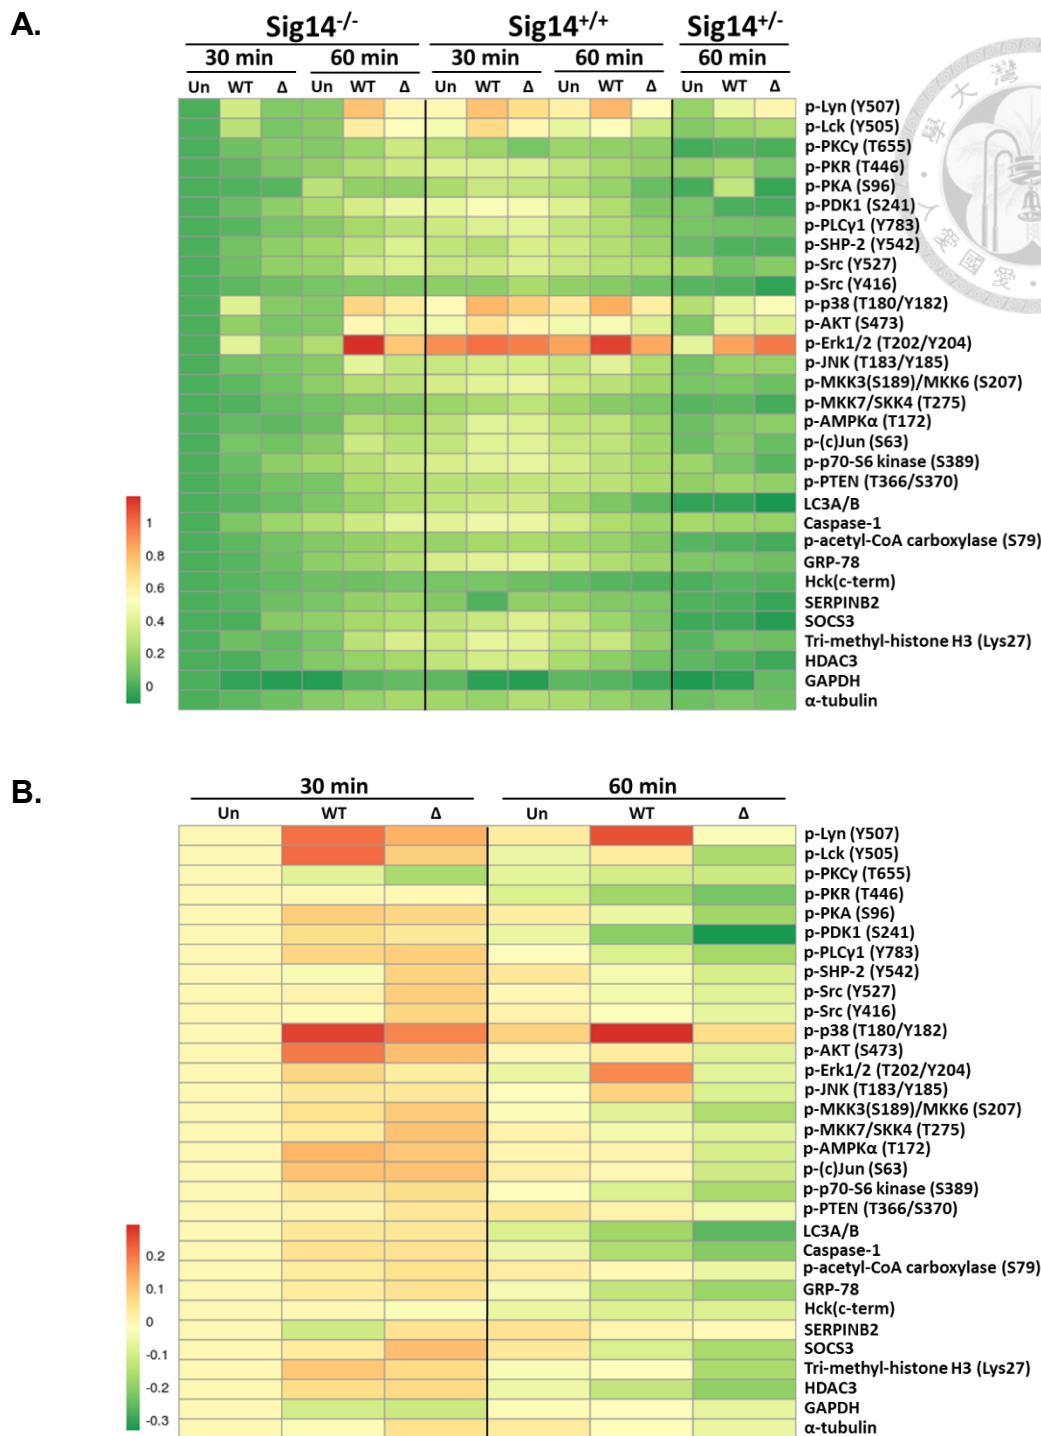 A.
Sig14-/- Sig14+/+ Sig14+/-
30 min 60 min 30 min 60 min 60 min
Un WT Δ Un WT Δ Un WT Δ Un WT Δ Un WT Δ
p-Lyn (Y507)
p-Lck (Y505)
p-PKCγ (T655)
p-PKR (T446)
p-PKA (S96)
p-PDK1 (S241)
p-PLCγ1 (Y783)
p-SHP-2 (Y542)
p-Src (Y527)
p-Src (Y416)
p-p38 (T180/Y182)
p-AKT (S473)
p-Erk1/2 (T202/Y204)
p-JNK (T183/Y185)
p-MKK3(S189)/MKK6 (S207)
p-MKK7/SKK4 (T275)
p-AMPKα (T172)
p-(c)Jun (S63)
p-p70-S6 kinase (S389)
p-PTEN (T366/S370)
LC3A/B
Caspase-1
p-acetyl-CoA carboxylase (S79)
GRP-78
Hck(c-term)
SERPINB2
SOCS3
Tri-methyl-histone H3 (Lys27)
HDAC3
GAPDH
α-tubulin
1
0.8
0.6
0.4
0.2
0
學大灣
人愛國愛
B.
30 min 60 min
Un WT Δ Un WT Δ
p-Lyn (Y507)
p-Lck (Y505)
p-PKCγ (T655)
p-PKR (T446)
p-PKA (S96)
p-PDK1 (S241)
p-PLCγ1 (Y783)
p-SHP-2 (Y542)
p-Src (Y527)
p-Src (Y416)
p-p38 (T180/Y182)
p-AKT (S473)
p-Erk1/2 (T202/Y204)
p-JNK (T183/Y185)
p-MKK3(S189)/MKK6 (S207)
p-MKK7/SKK4 (T275)
p-AMPKα (T172)
p-(c)Jun (S63)
p-p70-S6 kinase (S389)
p-PTEN (T366/S370)
LC3A/B
Caspase-1
p-acetyl-CoA carboxylase (S79)
GRP-78
Hck(c-term)
SERPINB2
SOCS3
Tri-methyl-histone H3 (Lys27)
HDAC3
GAPDH
α-tubulin
0.2
0.1
0
-0.1
-0.2
-0.3